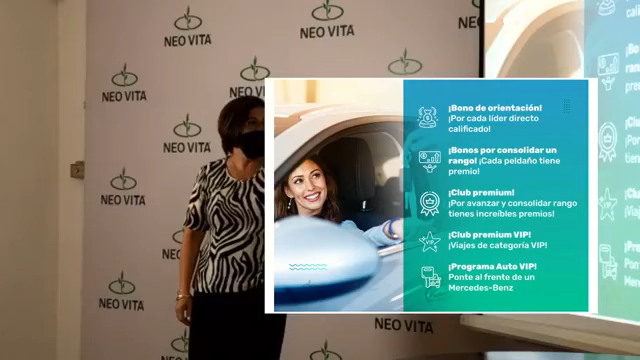 NEO VITA
NEO VITA
NEO VITA
NEO VITA
NEO VITA
NEO VITA
NEO VITA
NEO VITA
¡Bono de orientación!
¡Por cada líder directo
calificado!
¡Bonos por consolidar un
rango! ¡Cada peldaño tiene
premio!
¡Club premium!
¡Por avanzar y consolidar rango
tienes increíbles premios!
¡Club premium VIP!
¡Viajes de categoría VIP!
VIP
¡Programa Auto VIP!
Ponte al frente de un
Mercedes-Benz